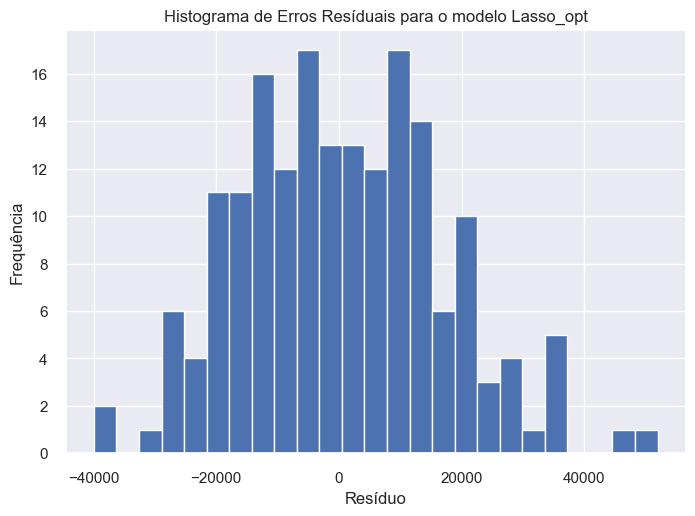 Histograma de Erros Resíduais para o modelo Lasso_opt
16
14
12
10
8
6
4
2
0
Frequência
−40000 −20000 0 20000 40000
Resíduo